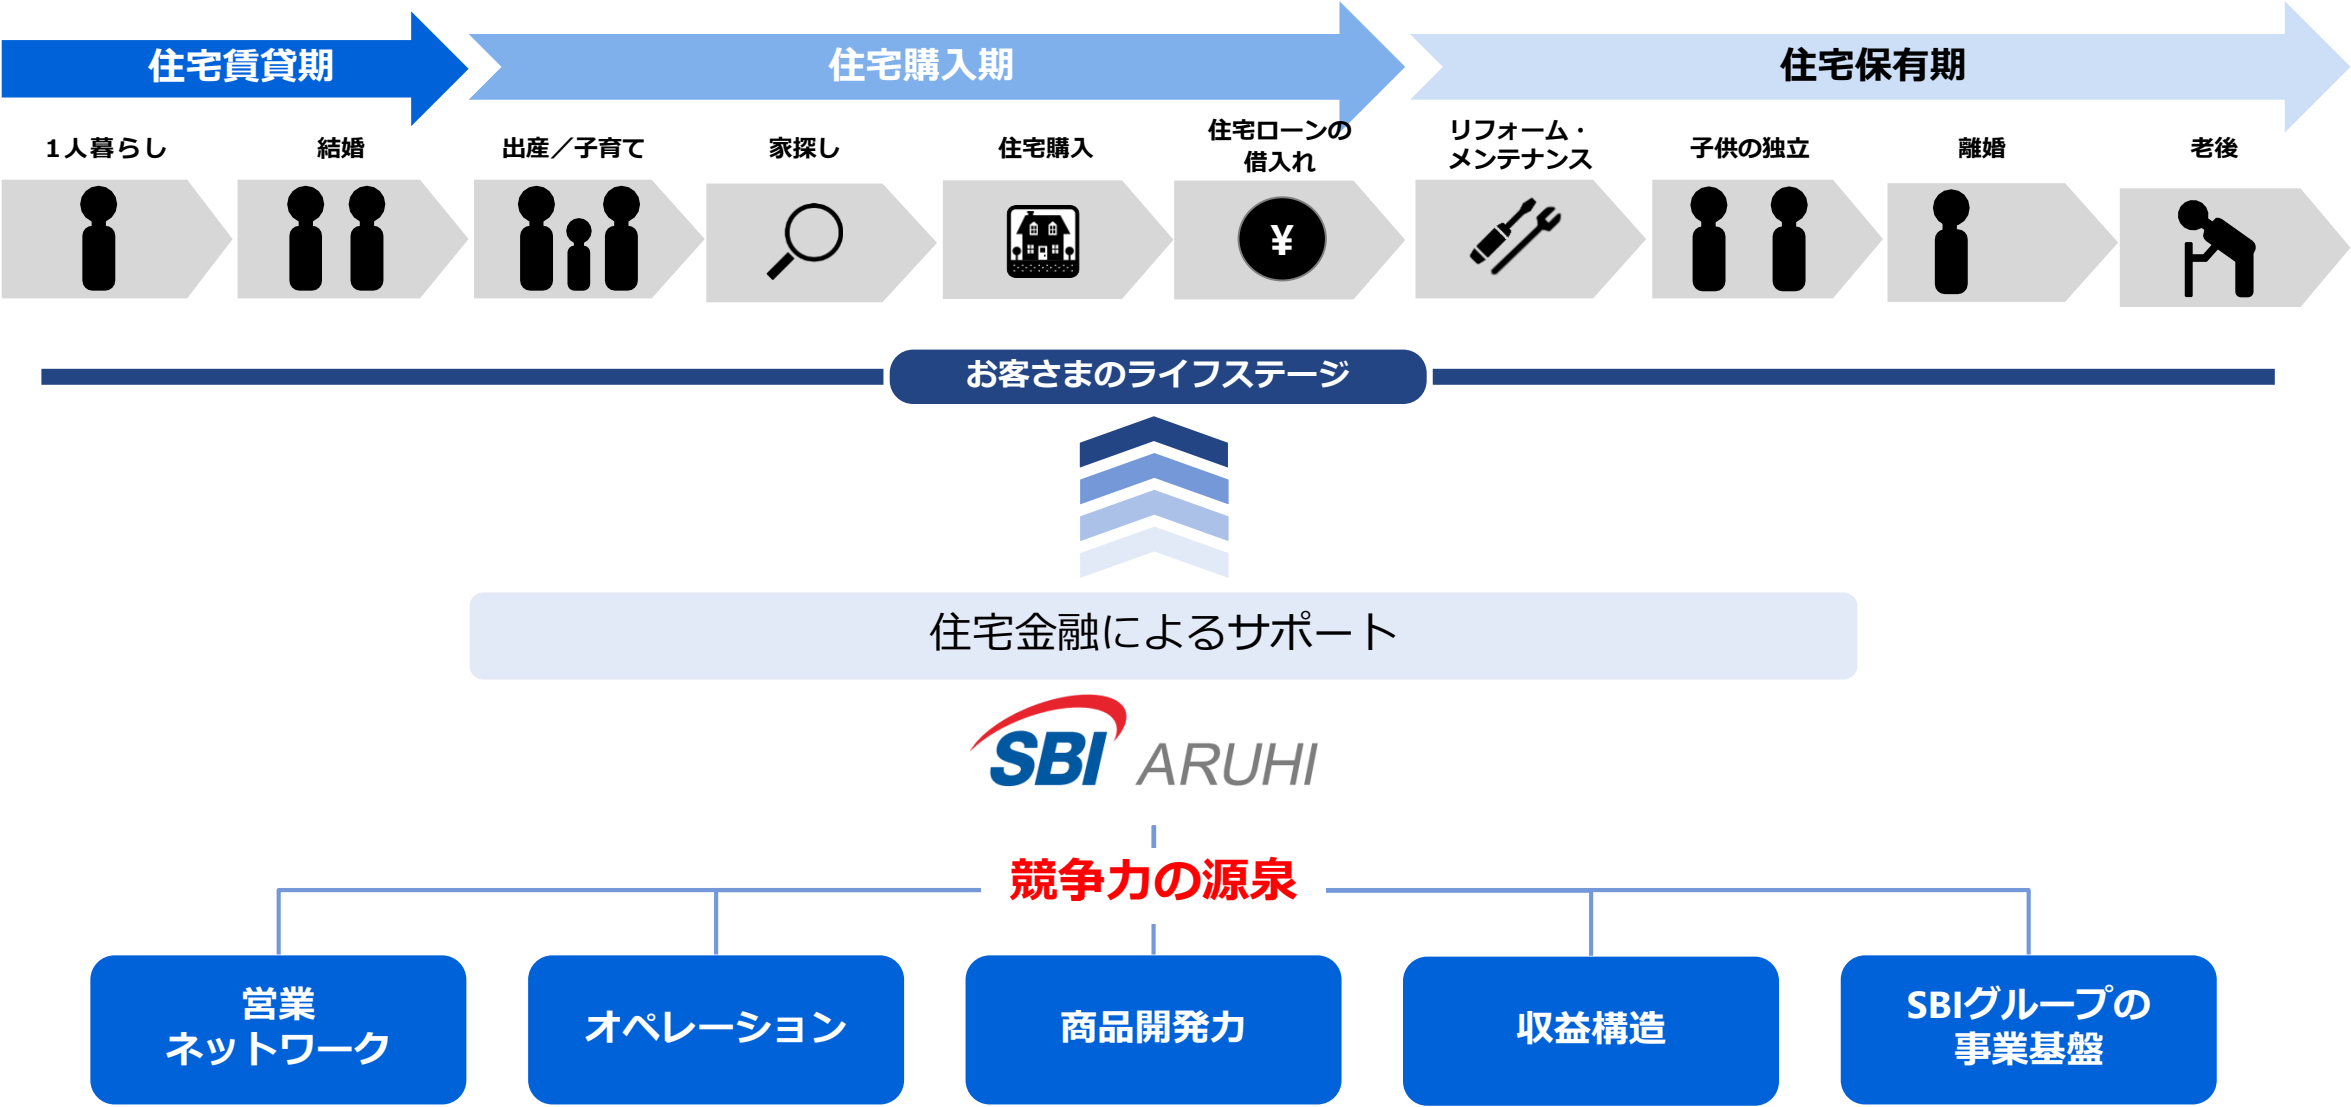 住宅賃貸期
住宅購入期
住宅保有期
1人暮らし
結婚
出産／子育て
家探し
住宅購入
住宅ローンの
借入れ
リフォーム・
メンテナンス
子供の独立
離婚
老後
¥
お客さまのライフステージ
住宅金融によるサポート
SBI ARUHI
競争力の源泉
営業
ネットワーク
オペレーション
商品開発力
収益構造
SBIグループの
事業基盤